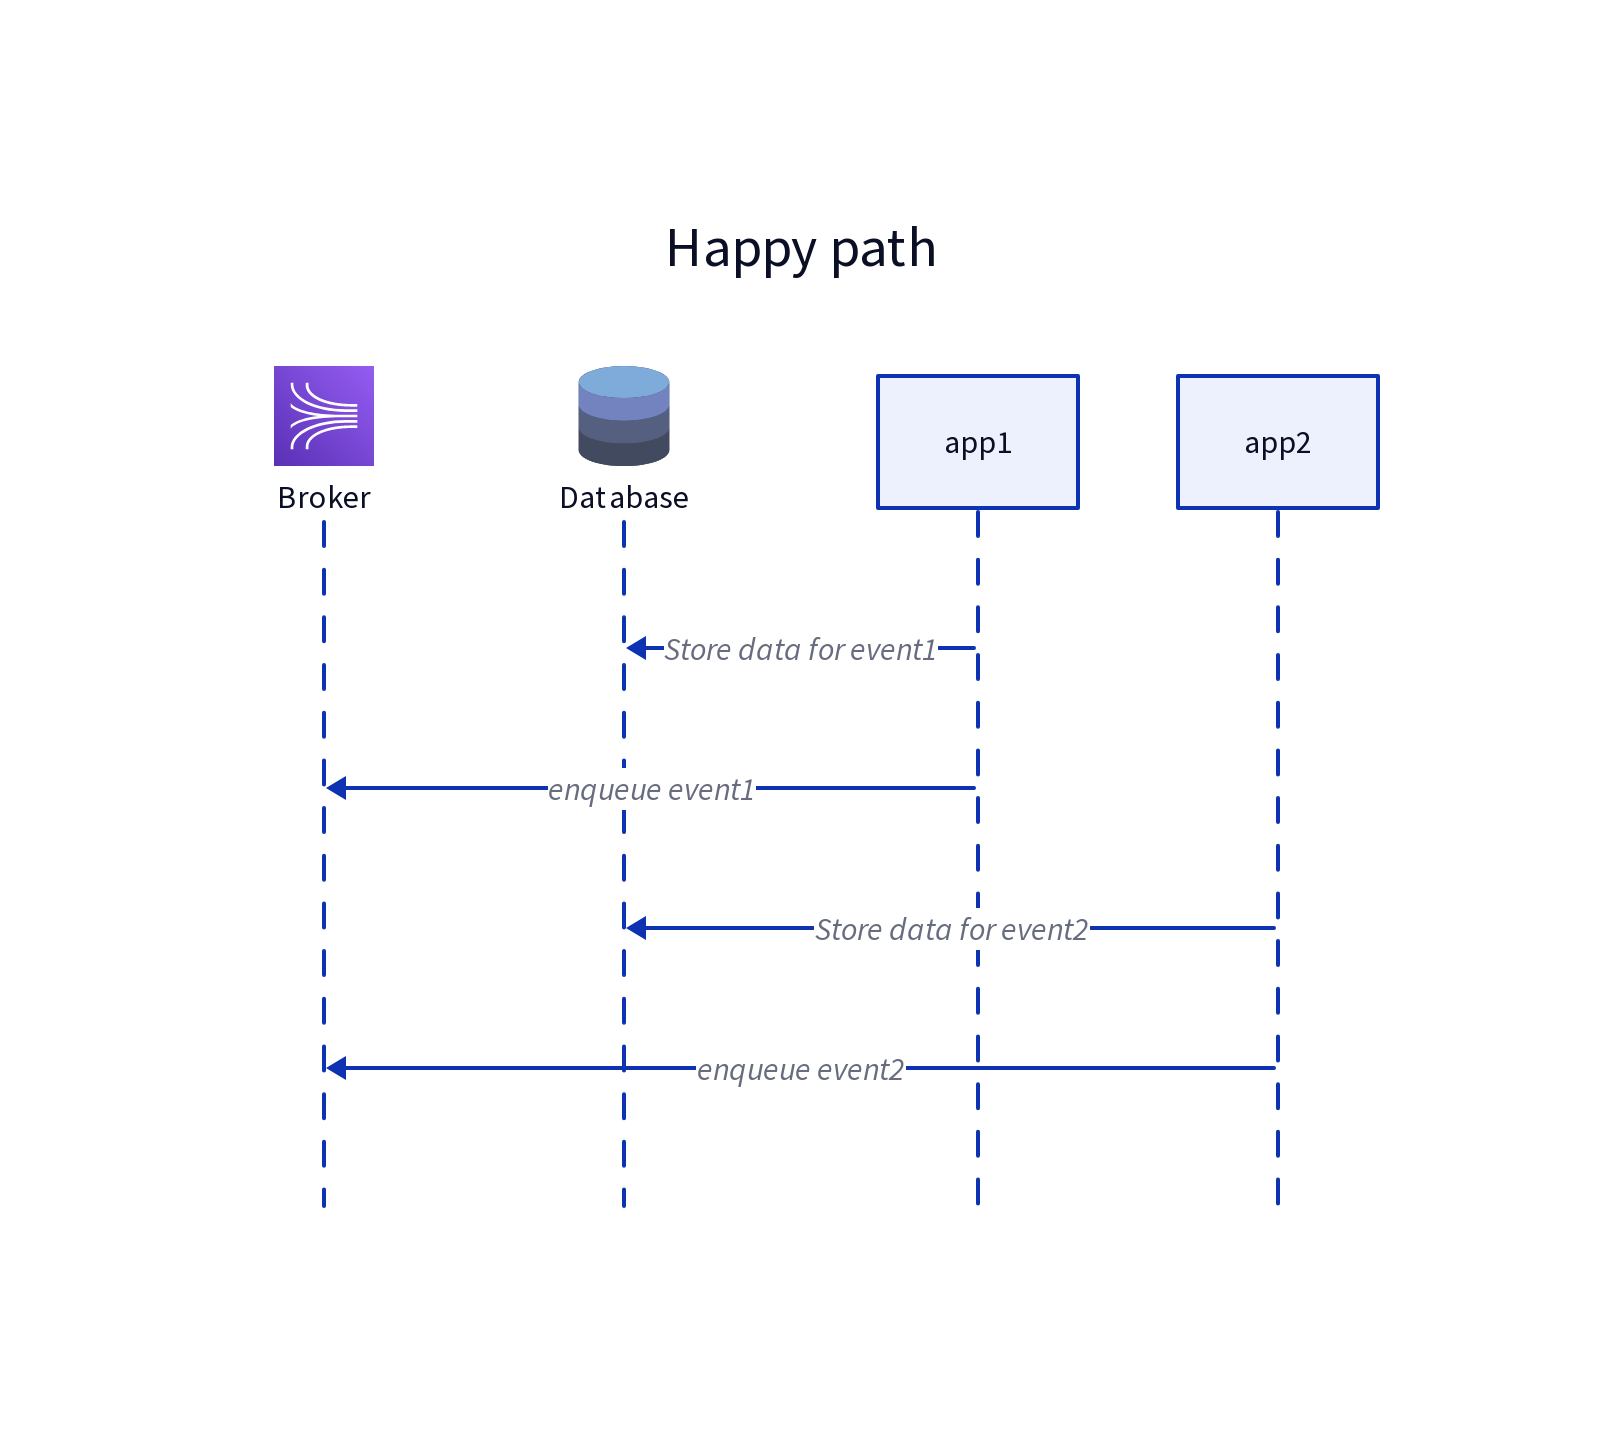 Happy path
Broker
Database
app1
app2
Store data for event1
enqueue event1
Store data for event2
enqueue event2